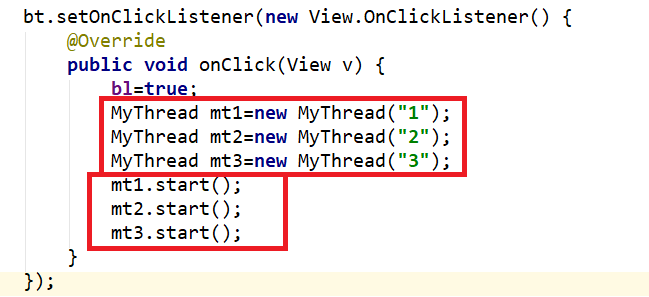 bt.setOnClickListener(new View.OnClickListener() {
@Override
public void onClick(View v) {
bl=true;
MyThread mt1=new MyThread("1");
MyThread mt2=new MyThread("2");
MyThread mt3=new MyThread("3");
mt1.start();
mt2.start();
mt3.start();
}
});